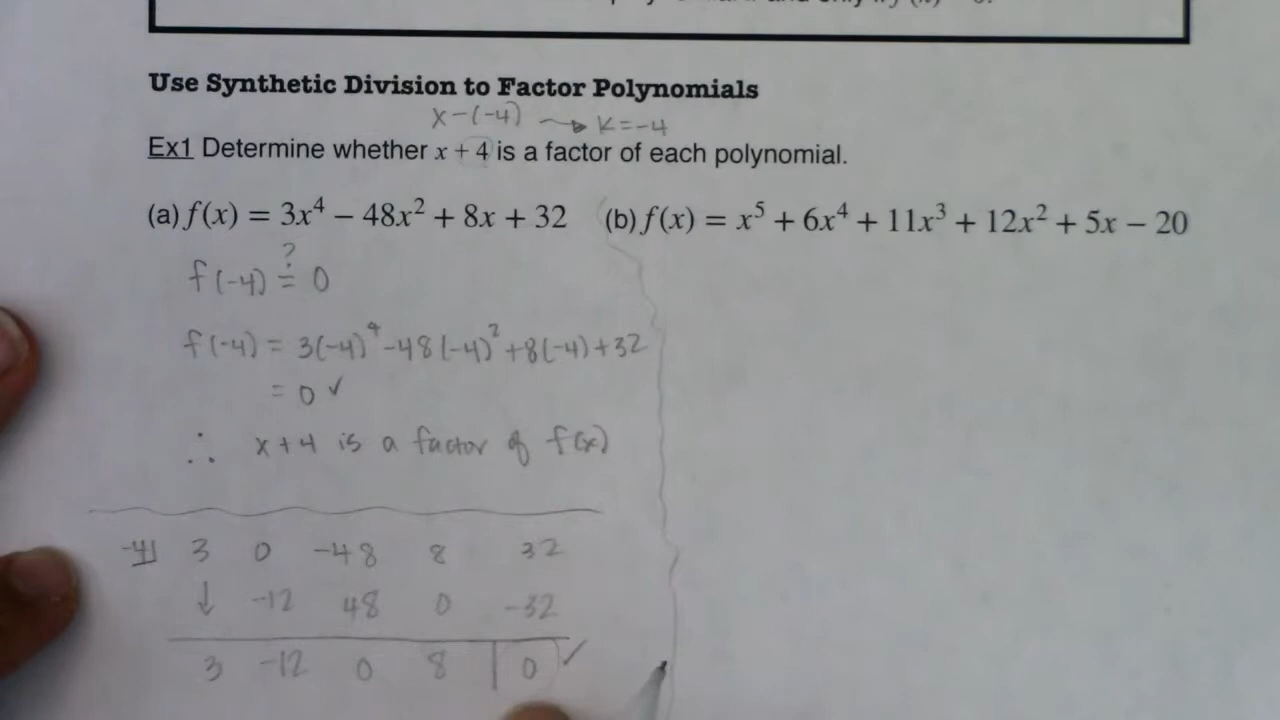 and only if
Use Synthetic Division to Factor Polynomials
x-(-4) → K=-4
Ex1 Determine whether x + 4 is a factor of each polynomial.
(a) f(x) = 3x⁴ – 48x² + 8x + 32 (b) f(x) = x⁵ + 6x⁴ + 11x³ + 12x² + 5x – 20
f(-4) ≟ 0
f(-4) = 3(-4)⁴ -48(-4)² +8(-4)+32
= 0 ✓
∴ x+4 is a factor of f(x)
-4 3 0 -48 8 32
↓ -12 48 0 -32
3 -12 0 8 0 ✓